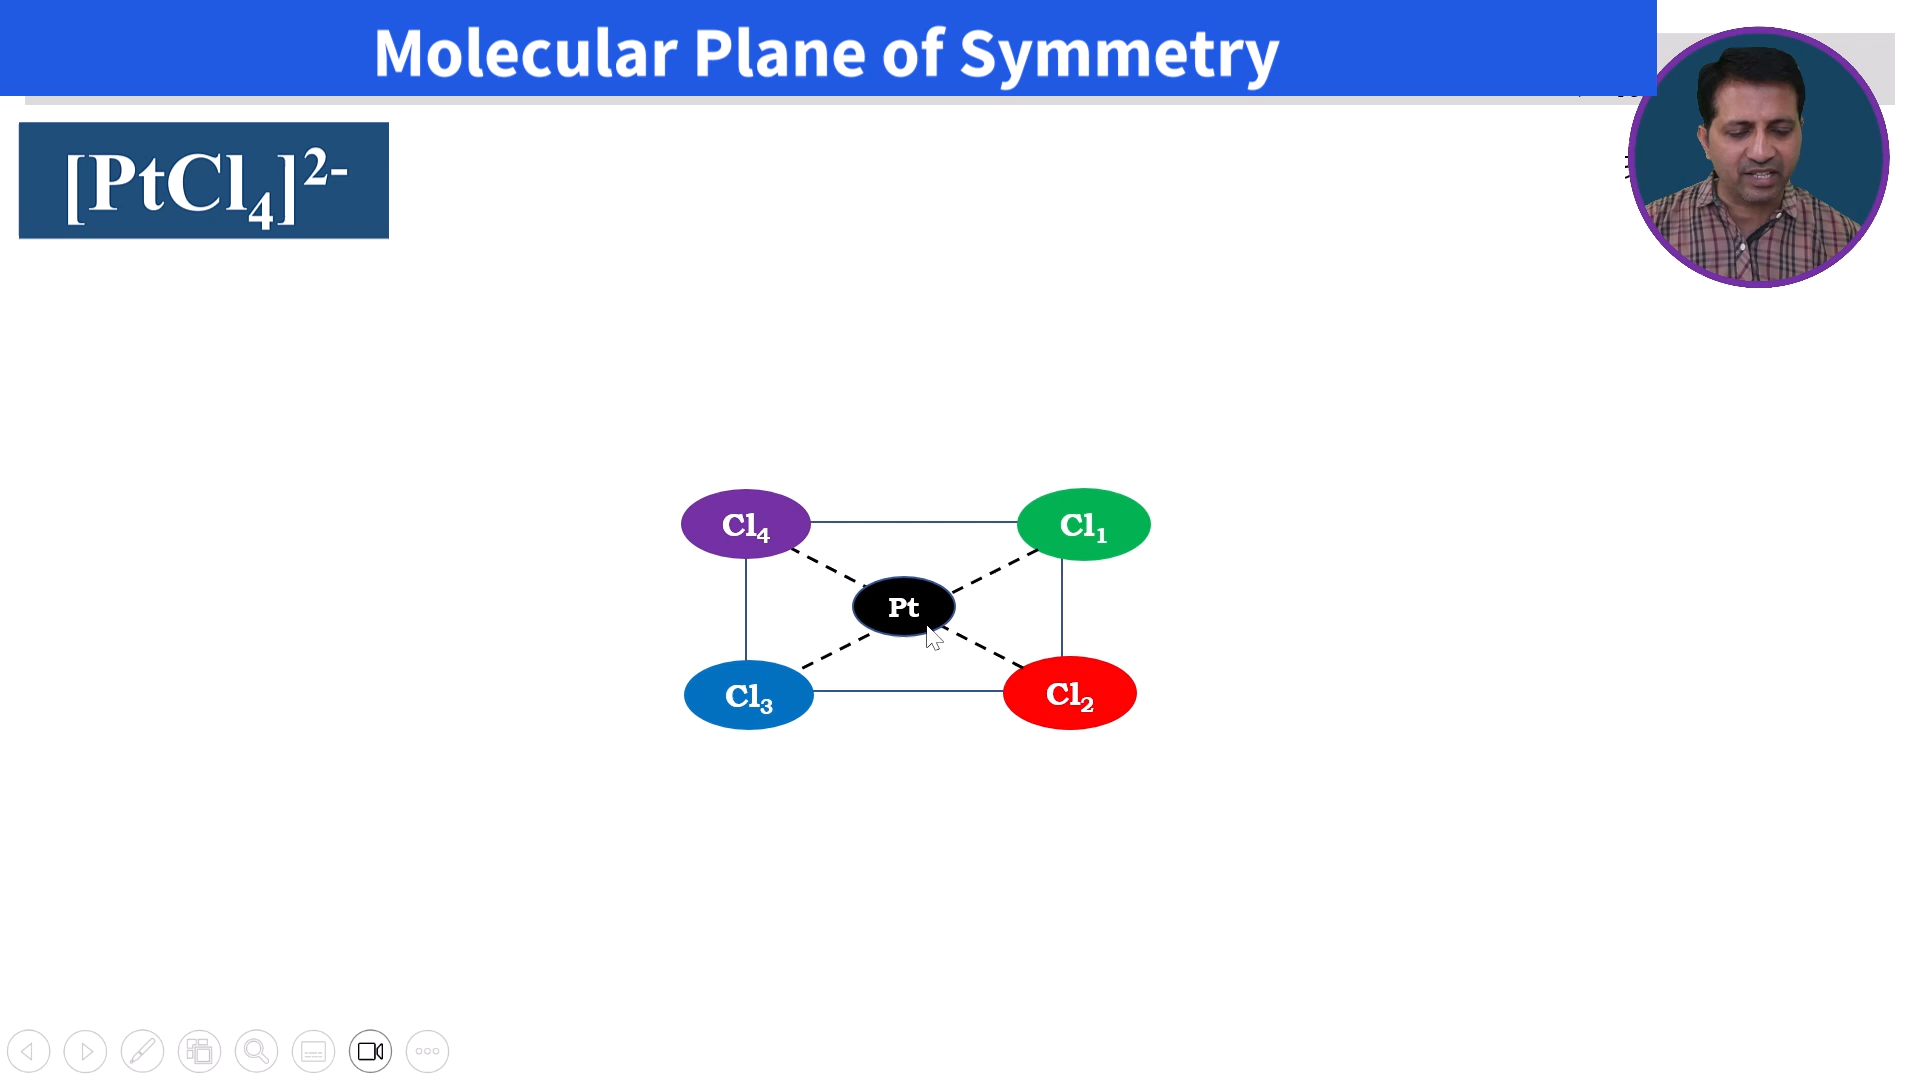 Molecular Plane of Symmetry
[PtCl₄]²⁻
Cl₄ Cl₁
Pt
Cl₃ Cl₂